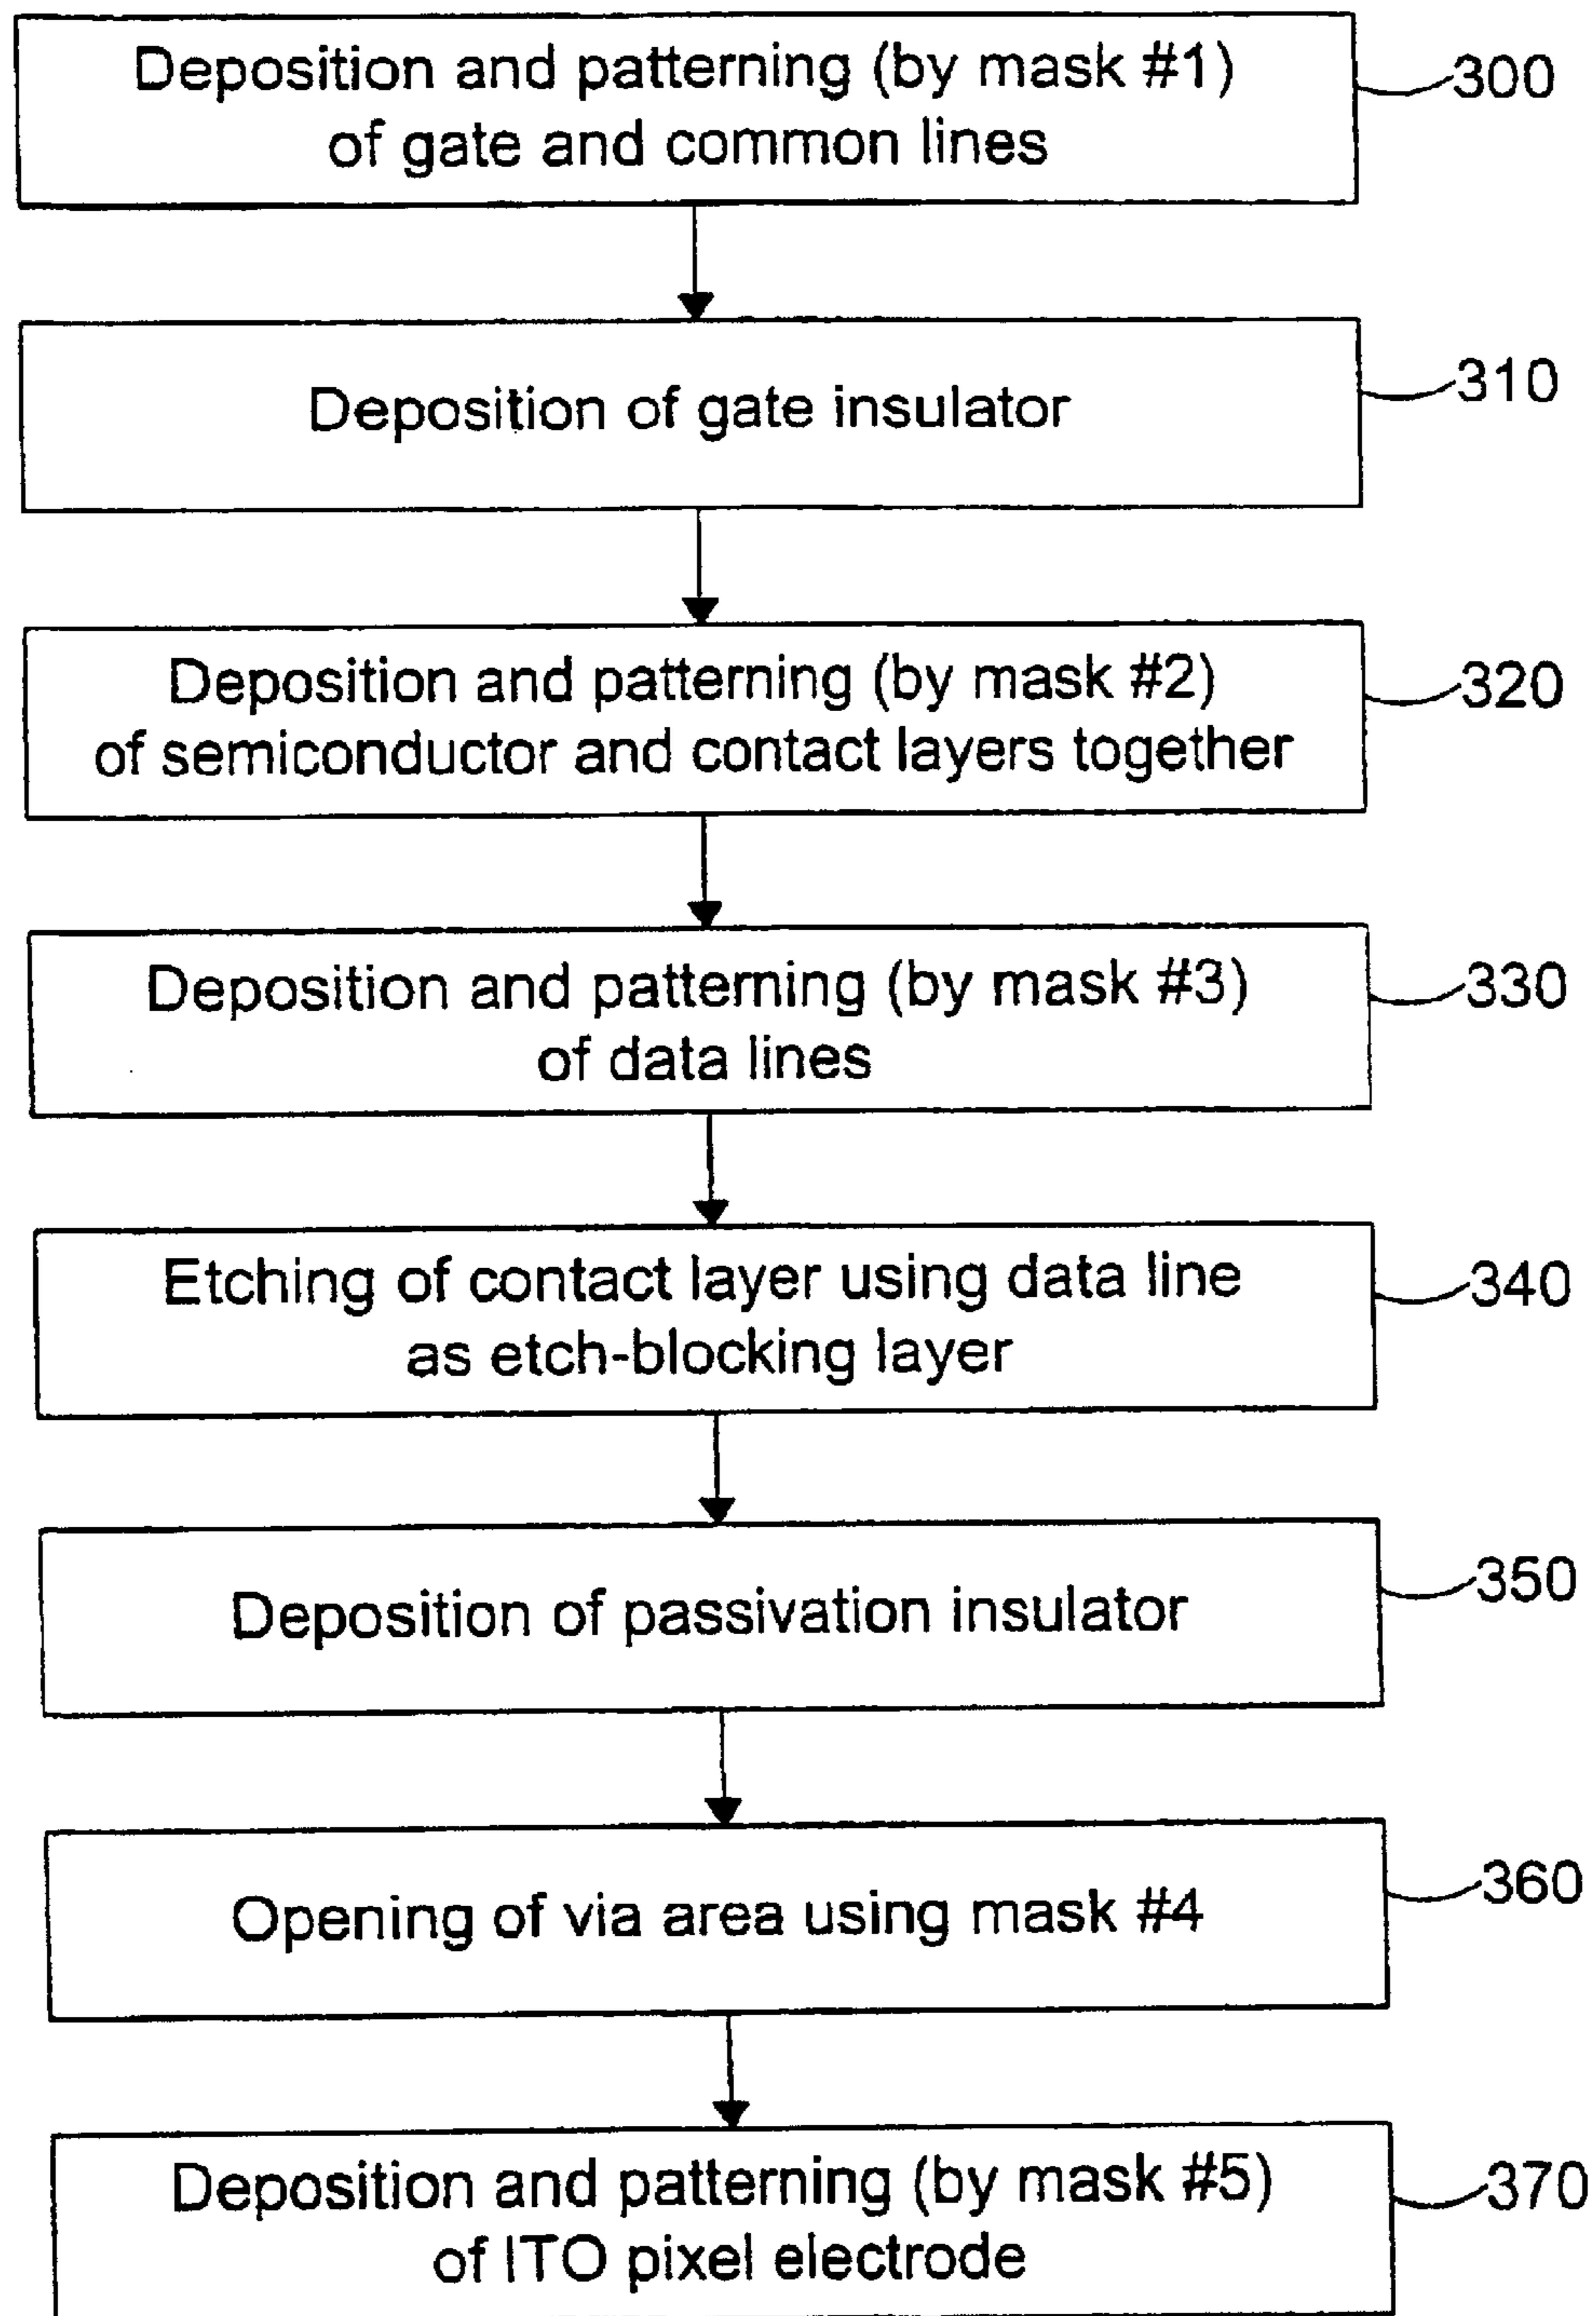 Deposition and patterning (by mask #1)
of gate and common lines
300
Deposition of gate insulator
310
Deposition and patterning (by mask #2)
of semiconductor and contact layers together
320
Deposition and patterning (by mask #3)
of data lines
330
Etching of contact layer using data line
as etch-blocking layer
340
Deposition of passivation insulator
350
Opening of via area using mask #4
360
Deposition and patterning (by mask #5)
of ITO pixel electrode
370